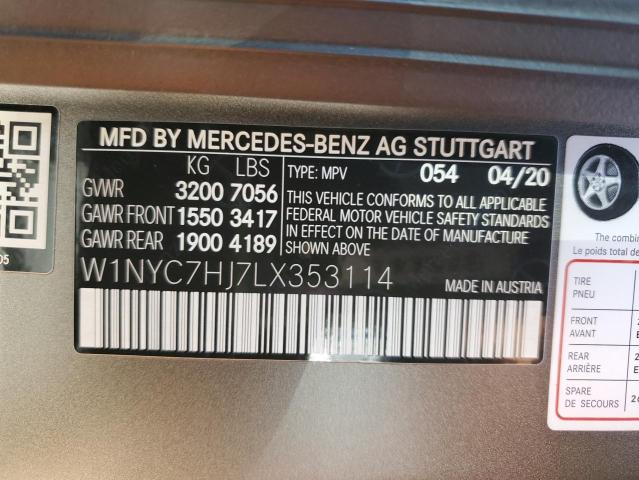 MFD BY MERCEDES-BENZ AG STUTTGART
KG LBS
GVWR 3200 7056
GAWR FRONT 1550 3417
GAWR REAR 1900 4189
TYPE: MPV 054 04/20
THIS VEHICLE CONFORMS TO ALL APPLICABLE
FEDERAL MOTOR VEHICLE SAFETY STANDARDS
IN EFFECT ON THE DATE OF MANUFACTURE
SHOWN ABOVE
W1NYC7HJ7LX353114
MADE IN AUSTRIA
The combined
Le poids total de
TIRE
PNEU
FRONT
AVANT
REAR
ARRIÈRE
SPARE
DE SECOURS